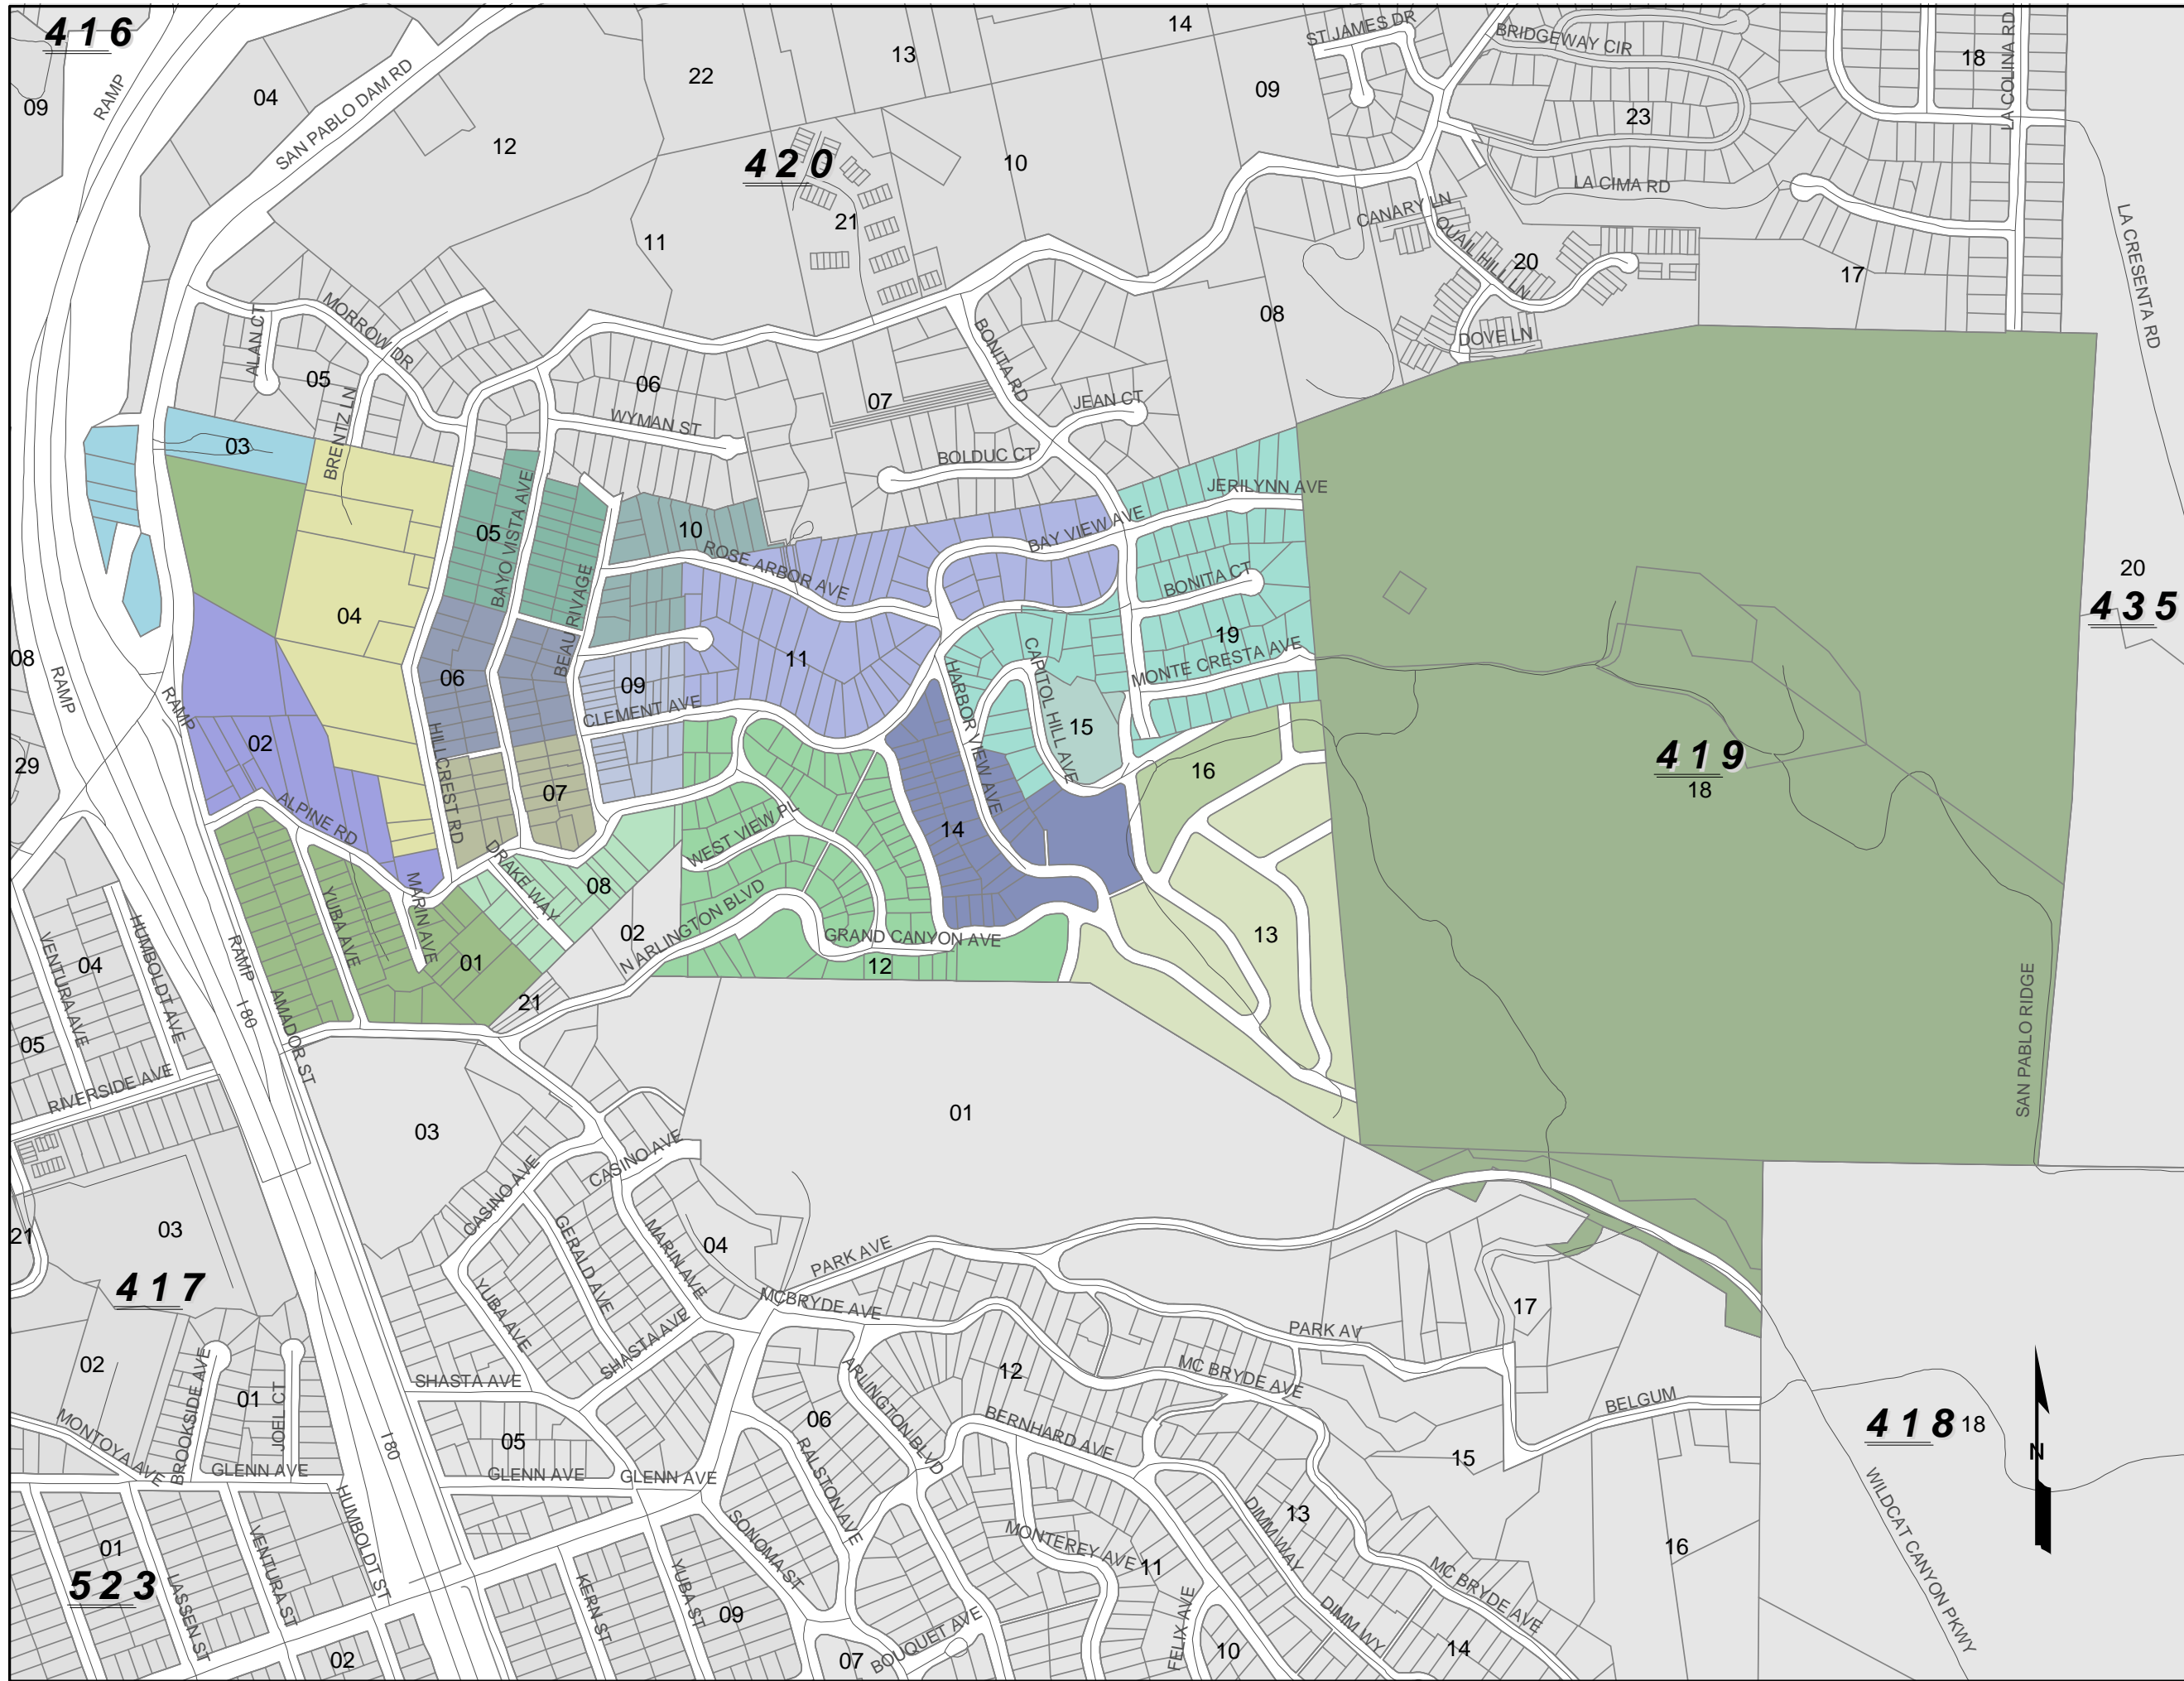 416
RAMP
09
04
SAN PABLO DAM RD
12
22
13
14
ST JAMES DR
09
BRIDGEWAY CIR
18
LA COLINA RD
23
LA CIMA RD
420
10
21
11
CANARY LN
QUAIL HILL LN
20
DOVE LN
17
LA CRESENTA RD
08
ALAN CT
MORROW DR
05
BRENTZ LN
06
WYMAN ST
07
BONITA RD
JEAN CT
BOLDUC CT
03
05
BAYO VISTA AVE
10
ROSE ARBOR AVE
BAY VIEW AVE
JERILYNN AVE
BONITA CT
19
MONTE CRESTA AVE
04
BEAU RIVAGE
11
CAPITOL HILL AVE
15
HARBOR VIEW AVE
06
09
CLEMENT AVE
20
435
08
RAMP
RAMP
02
29
HILLCREST RD
07
16
419
18
ALPINE RD
WEST VIEW PL
14
DRAKE WAY
08
YUBA AVE
MARIN AVE
01
02
N ARLINGTON BLVD
GRAND CANYON AVE
12
13
21
VENTURA AVE
04
HUMBOLDT AVE
RAMP
I 80
AMADOR ST
05
RIVERSIDE AVE
SAN PABLO RIDGE
03
01
CASINO AVE
CASINO AVE
GERALD AVE
MARIN AVE
04
PARK AVE
MCBRYDE AVE
21
03
417
YUBA AVE
SHASTA AVE
SHASTA AVE
17
PARK AV
02
BROOKSIDE AVE
01
JOEL CT
MONTOYA AVE
GLENN AVE
I 80
05
GLENN AVE
GLENN AVE
06
ARLINGTON BLVD
RALSTON AVE
12
MC BRYDE AVE
BERNHARD AVE
BELGUM
15
418
18
N
WILDCAT CANYON PKWY
01
523
LASSEN ST
VENTURA ST
HUMBOLDT ST
02
KERN ST
YUBA ST
09
SONOMA ST
07
BOUQUET AVE
MONTEREY AVE
11
FELIX AVE
10
DIMM WAY
13
DIMM WY
MC BRYDE AVE
14
16